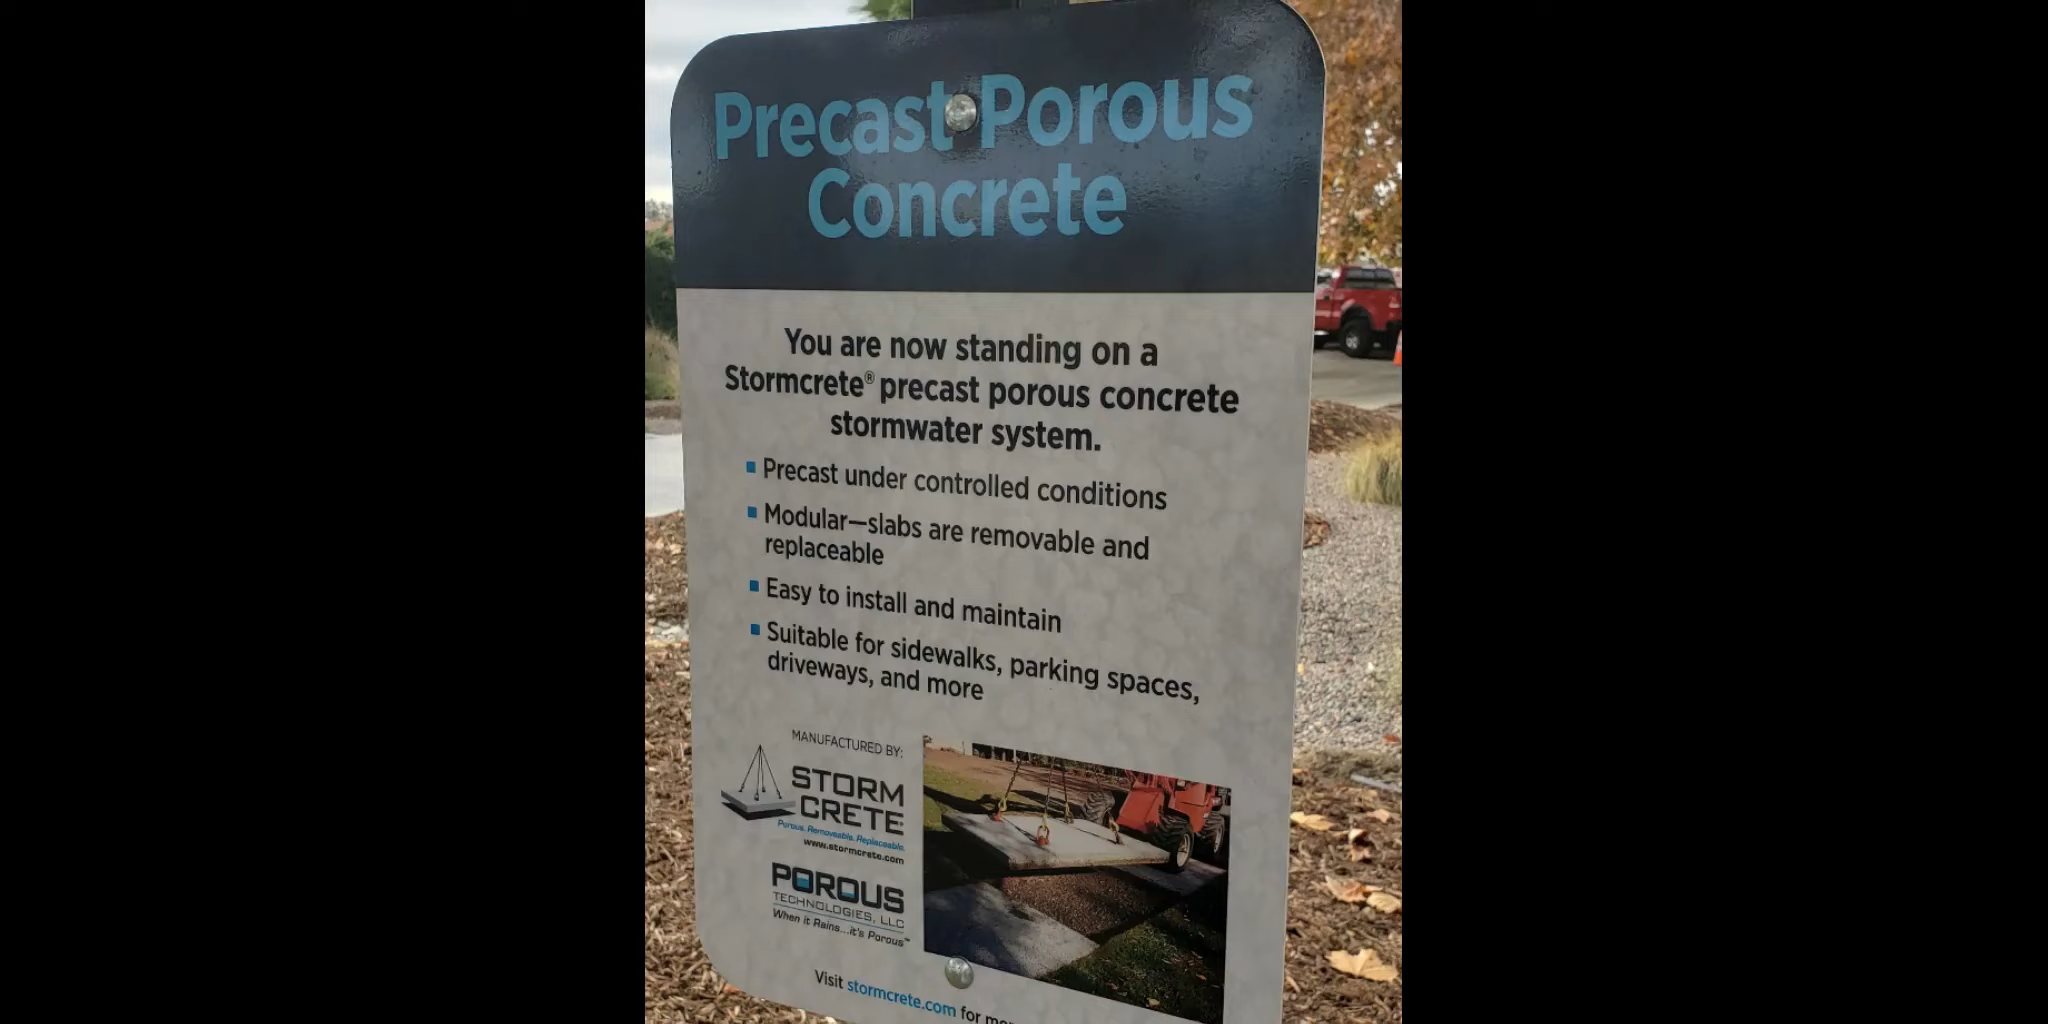 Precast Porous
Concrete
You are now standing on a
Stormcrete® precast porous concrete
stormwater system.
▪ Precast under controlled conditions
▪ Modular—slabs are removable and
replaceable
▪ Easy to install and maintain
▪ Suitable for sidewalks, parking spaces,
driveways, and more
MANUFACTURED BY:
STORM
CRETE
Porous. Removeable. Replaceable.
www.stormcrete.com
POROUS
TECHNOLOGIES, LLC
When it Rains...it's Porous™
Visit stormcrete.com for